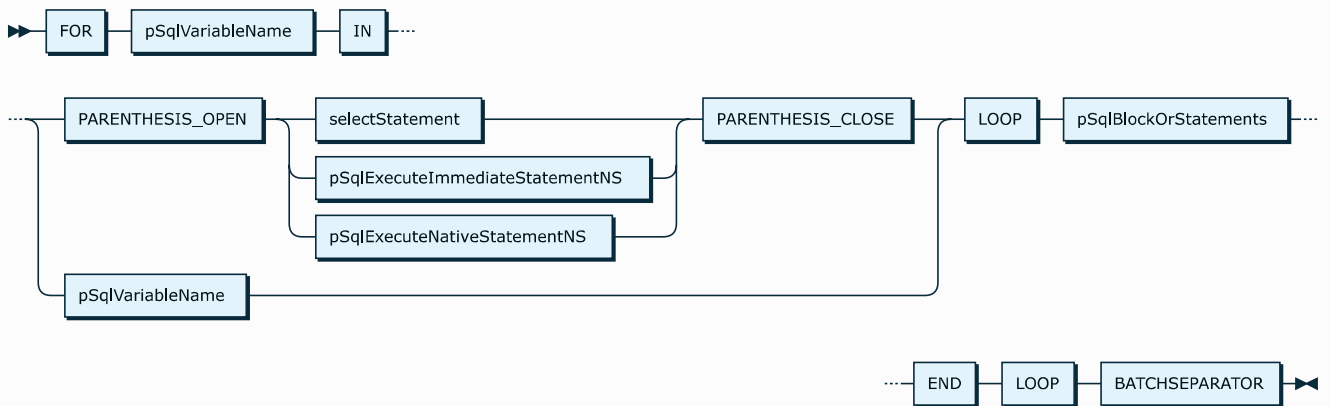 FOR pSqlVariableName IN
PARENTHESIS_OPEN selectStatement PARENTHESIS_CLOSE LOOP pSqlBlockOrStatements
pSqlExecuteImmediateStatementNS
pSqlExecuteNativeStatementNS
pSqlVariableName
END LOOP BATCHSEPARATOR